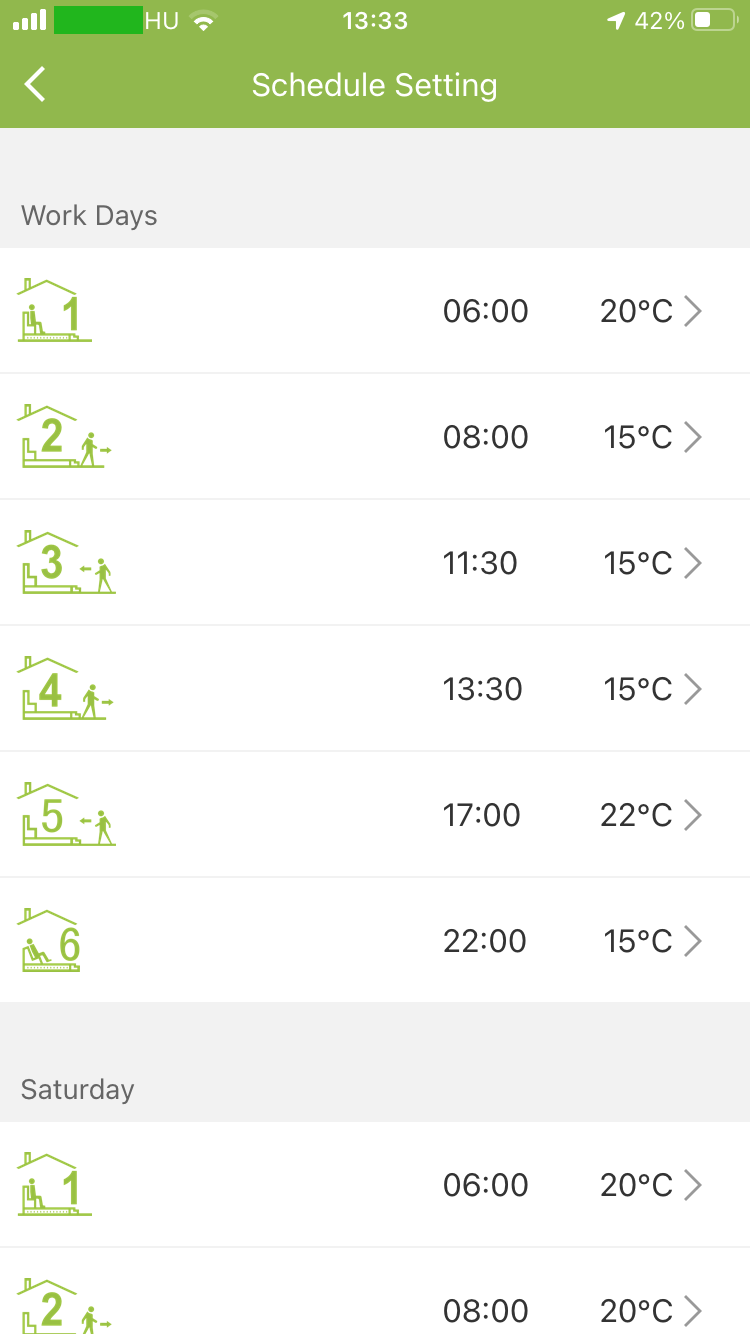 HU 13:33 42%
Schedule Setting
Work Days
1 06:00 20°C
2 08:00 15°C
3 11:30 15°C
4 13:30 15°C
5 17:00 22°C
6 22:00 15°C
Saturday
1 06:00 20°C
2 08:00 20°C